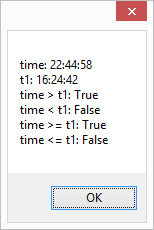 time: 22:44:58
t1: 16:24:42
time > t1: True
time < t1: False
time >= t1: True
time <= t1: False
OK